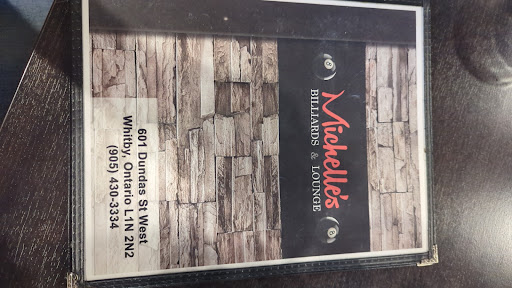 Michelle's
BILLIARDS & LOUNGE
601 Dundas St West
Whitby, Ontario L1N 2N2
(905) 430-3334